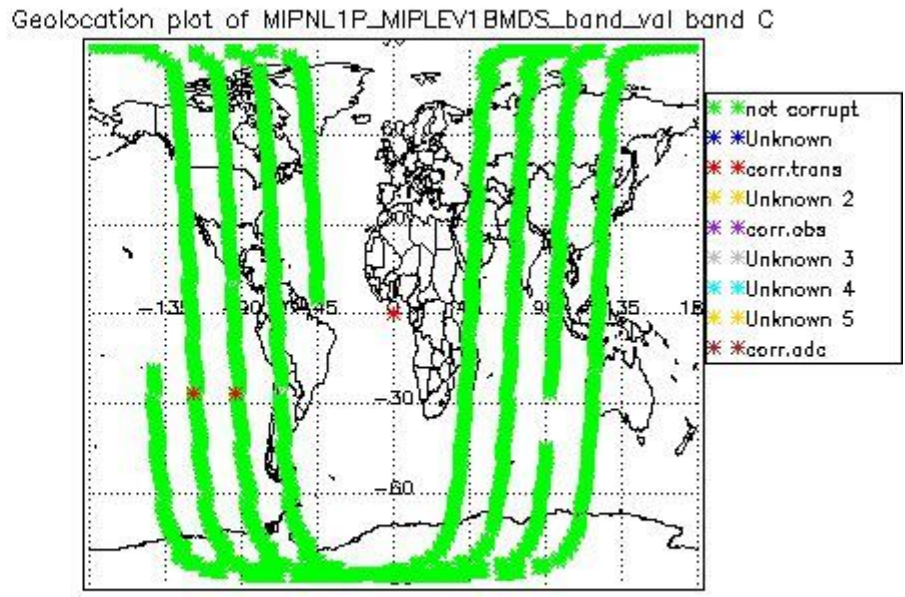 Geolocation plot of MIPNL1P_MIPLEV1BMDS_band_val band C
not corrupt
Unknown
corr.trans
Unknown 2
corr.obs
Unknown 3
Unknown 4
Unknown 5
corr.adc
60
-135
45
90
135
-30
-60